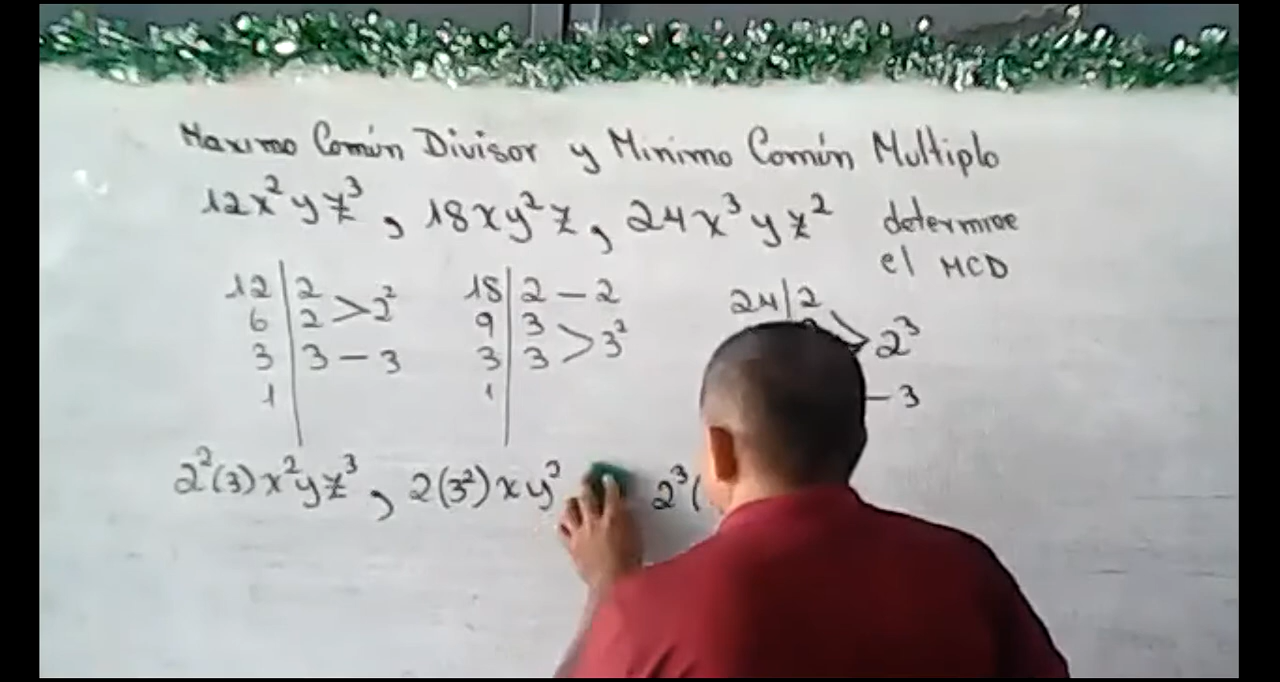 Maximo Común Divisor y Minimo Común Multiplo
12x²yz³, 18xy²z, 24x³yz² determine
el MCD
12 | 2 > 2² 18 | 2 – 2 24 | 2
6 | 2 9 | 3 > 3² > 2³
3 | 3 – 3 3 | 3 – 3
1 1
2²(3)x²yz³, 2(3²)xy² 2³(